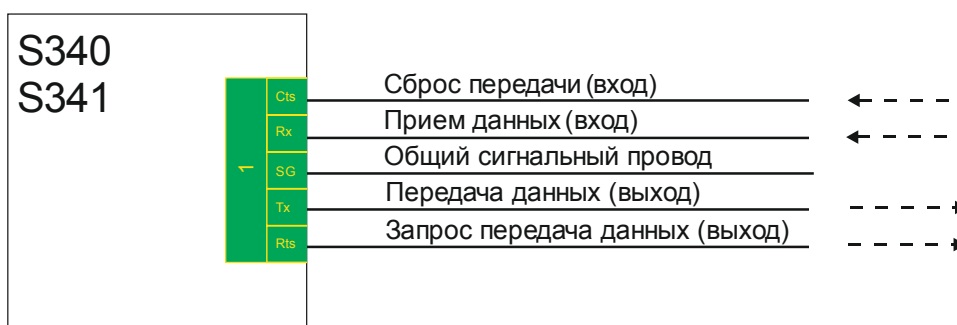 S340
S341
1
Cts Сброс передачи (вход)
Rx Прием данных (вход)
SG Общий сигнальный провод
Tx Передача данных (выход)
Rts Запрос передача данных (выход)